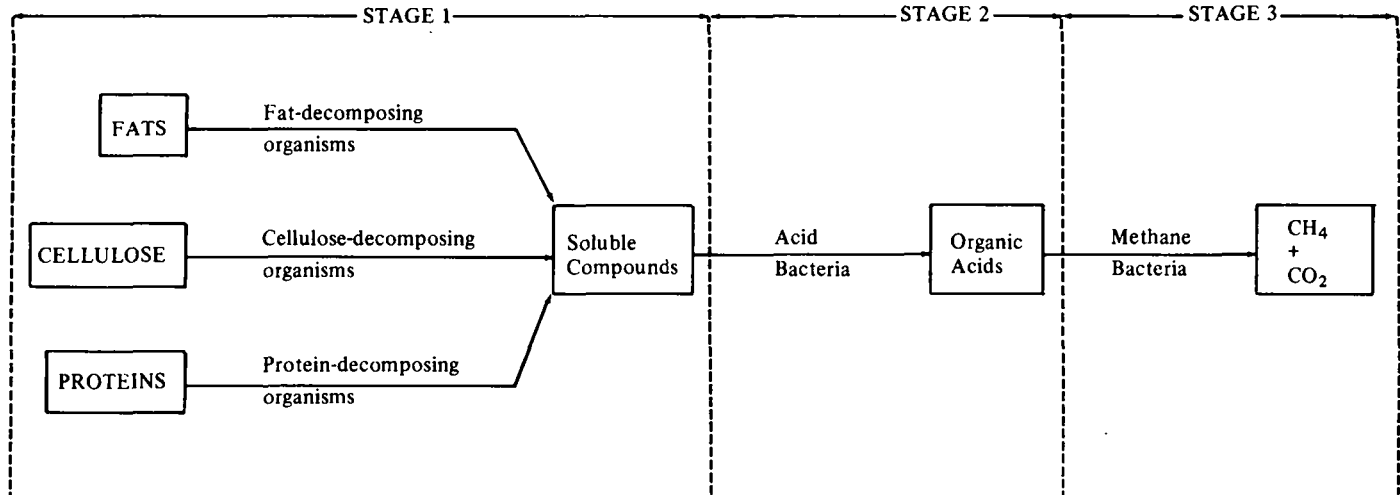 STAGE 1
STAGE 2
STAGE 3
FATS
Fat-decomposing
organisms
CELLULOSE
Cellulose-decomposing
organisms
PROTEINS
Protein-decomposing
organisms
Soluble
Compounds
Acid
Bacteria
Organic
Acids
Methane
Bacteria
CH₄
+
CO₂